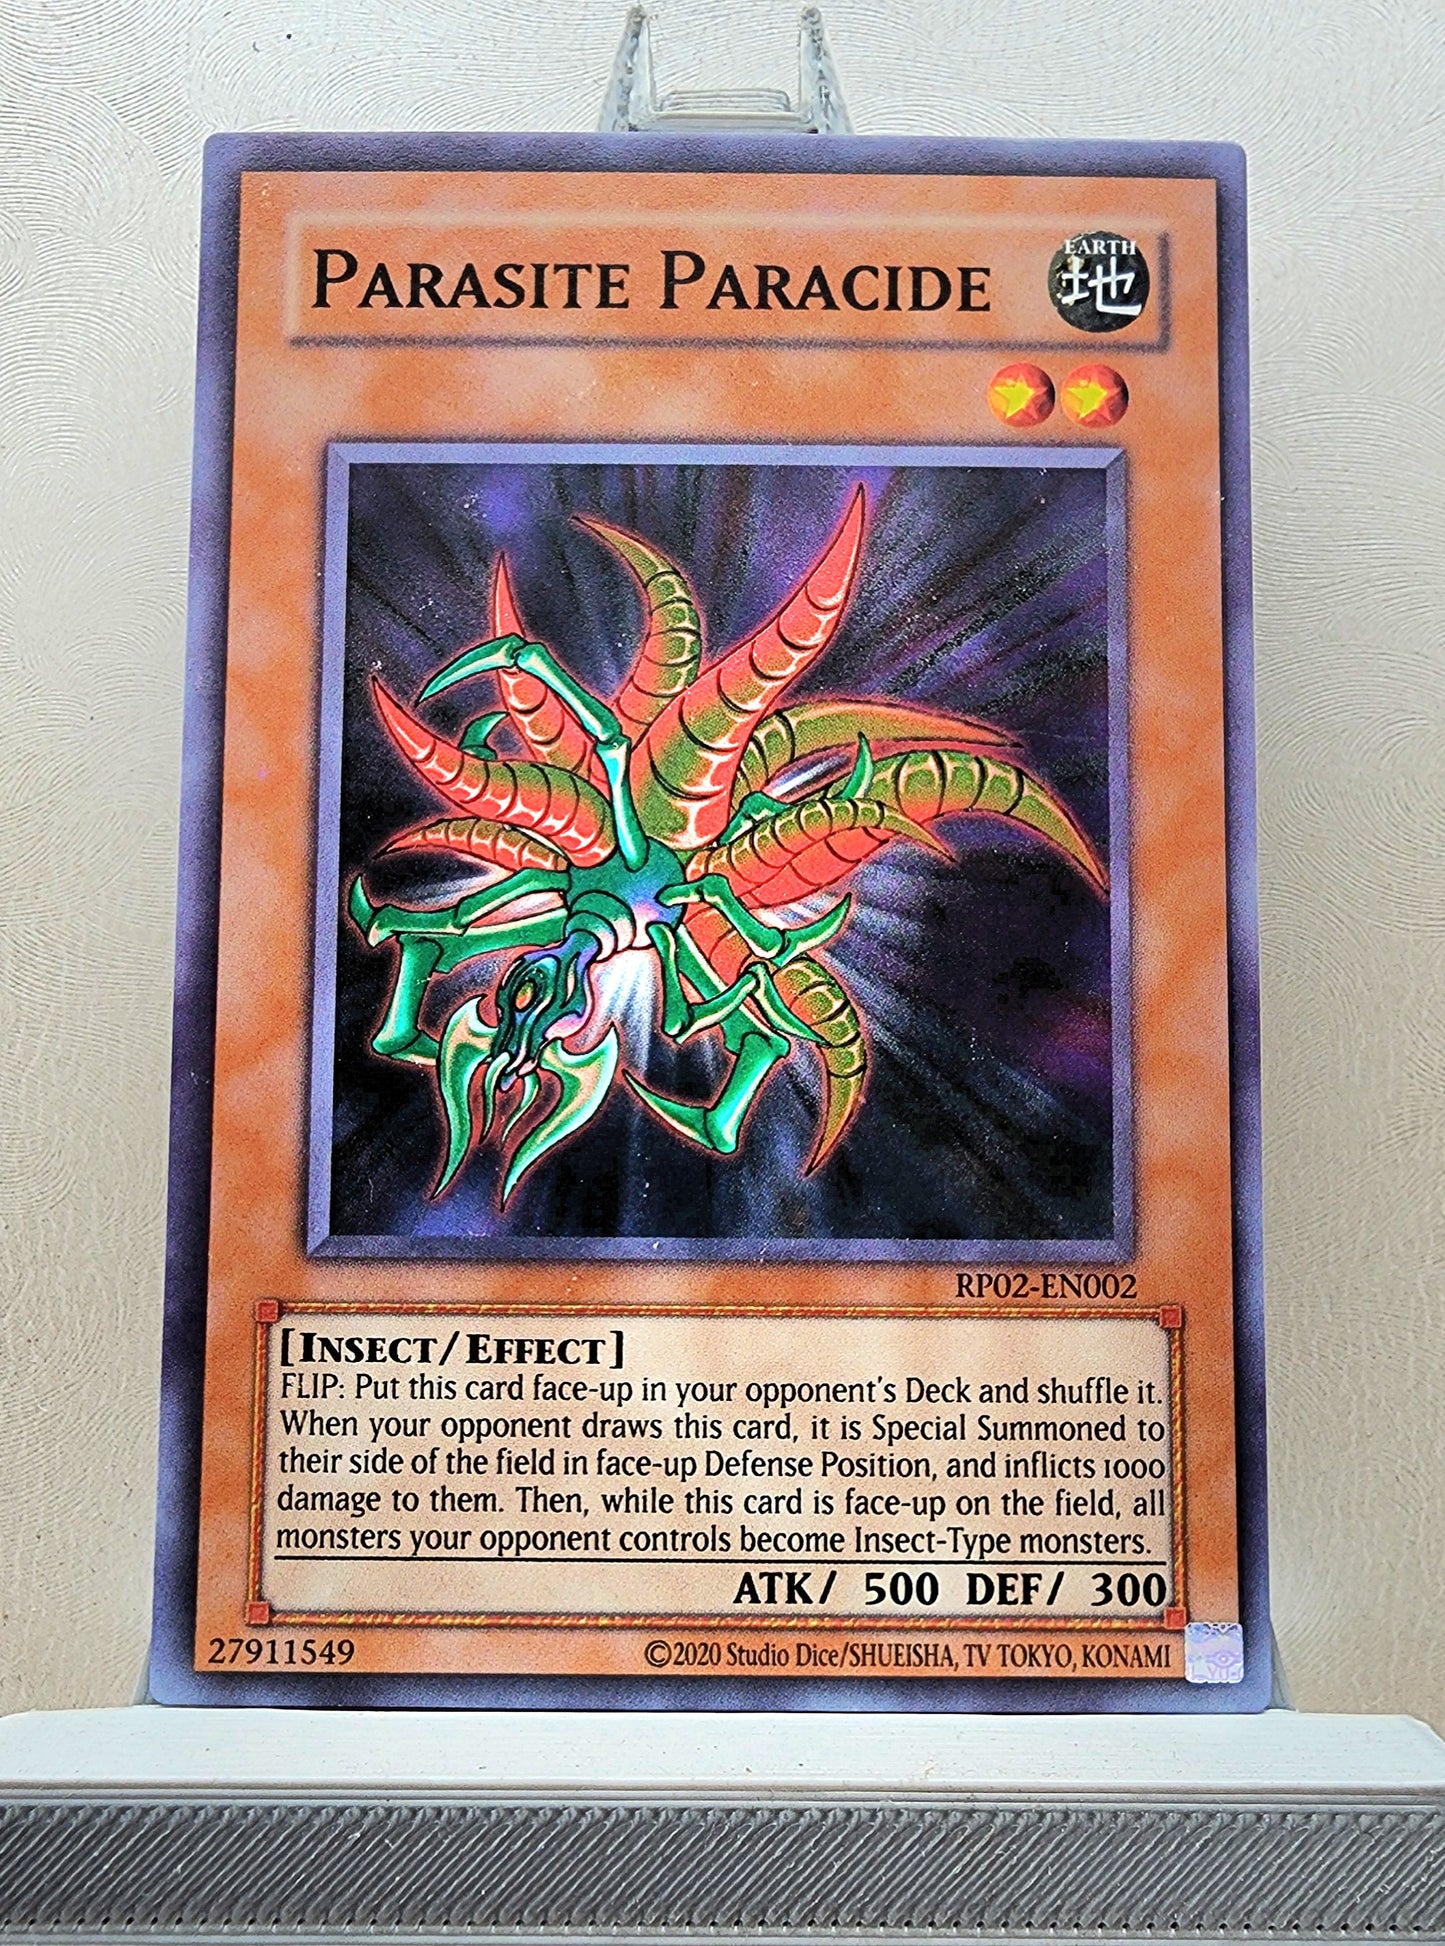 PARASITE PARACIDE
EARTH
地
RP02-EN002
[INSECT/EFFECT]
FLIP: Put this card face-up in your opponent's Deck and shuffle it.
When your opponent draws this card, it is Special Summoned to
their side of the field in face-up Defense Position, and inflicts 1000
damage to them. Then, while this card is face-up on the field, all
monsters your opponent controls become Insect-Type monsters.
ATK/ 500 DEF/ 300
27911549
©2020 Studio Dice/SHUEISHA, TV TOKYO, KONAMI